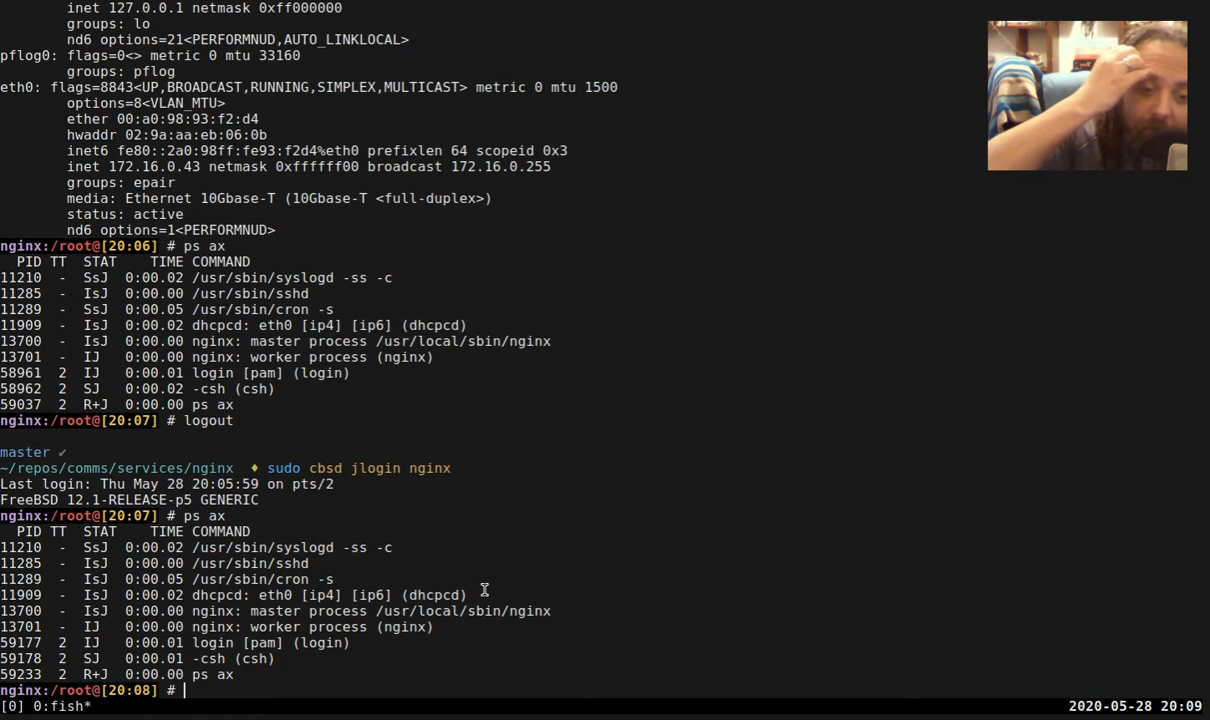 inet 127.0.0.1 netmask 0xff000000
groups: lo
nd6 options=21<PERFORMNUD,AUTO_LINKLOCAL>
pflog0: flags=0<> metric 0 mtu 33160
groups: pflog
eth0: flags=8843<UP,BROADCAST,RUNNING,SIMPLEX,MULTICAST> metric 0 mtu 1500
options=8<VLAN_MTU>
ether 00:a0:98:93:f2:d4
hwaddr 02:9a:aa:eb:06:0b
inet6 fe80::2a0:98ff:fe93:f2d4%eth0 prefixlen 64 scopeid 0x3
inet 172.16.0.43 netmask 0xffffff00 broadcast 172.16.0.255
groups: epair
media: Ethernet 10Gbase-T (10Gbase-T <full-duplex>)
status: active
nd6 options=1<PERFORMNUD>
nginx:/root@[20:06] # ps ax
PID TT STAT TIME COMMAND
11210 - SsJ 0:00.02 /usr/sbin/syslogd -ss -c
11285 - IsJ 0:00.00 /usr/sbin/sshd
11289 - SsJ 0:00.05 /usr/sbin/cron -s
11909 - IsJ 0:00.02 dhcpcd: eth0 [ip4] [ip6] (dhcpcd)
13700 - IsJ 0:00.00 nginx: master process /usr/local/sbin/nginx
13701 - IJ 0:00.00 nginx: worker process (nginx)
58961 2 IJ 0:00.01 login [pam] (login)
58962 2 SJ 0:00.02 -csh (csh)
59037 2 R+J 0:00.00 ps ax
nginx:/root@[20:07] # logout
master ✔
~/repos/comms/services/nginx ♦ sudo cbsd jlogin nginx
Last login: Thu May 28 20:05:59 on pts/2
FreeBSD 12.1-RELEASE-p5 GENERIC
nginx:/root@[20:07] # ps ax
PID TT STAT TIME COMMAND
11210 - SsJ 0:00.02 /usr/sbin/syslogd -ss -c
11285 - IsJ 0:00.00 /usr/sbin/sshd
11289 - IsJ 0:00.05 /usr/sbin/cron -s
11909 - IsJ 0:00.02 dhcpcd: eth0 [ip4] [ip6] (dhcpcd)
13700 - IsJ 0:00.00 nginx: master process /usr/local/sbin/nginx
13701 - IJ 0:00.00 nginx: worker process (nginx)
59177 2 IJ 0:00.01 login [pam] (login)
59178 2 SJ 0:00.01 -csh (csh)
59233 2 R+J 0:00.00 ps ax
nginx:/root@[20:08] #
[0] 0:fish* 2020-05-28 20:09